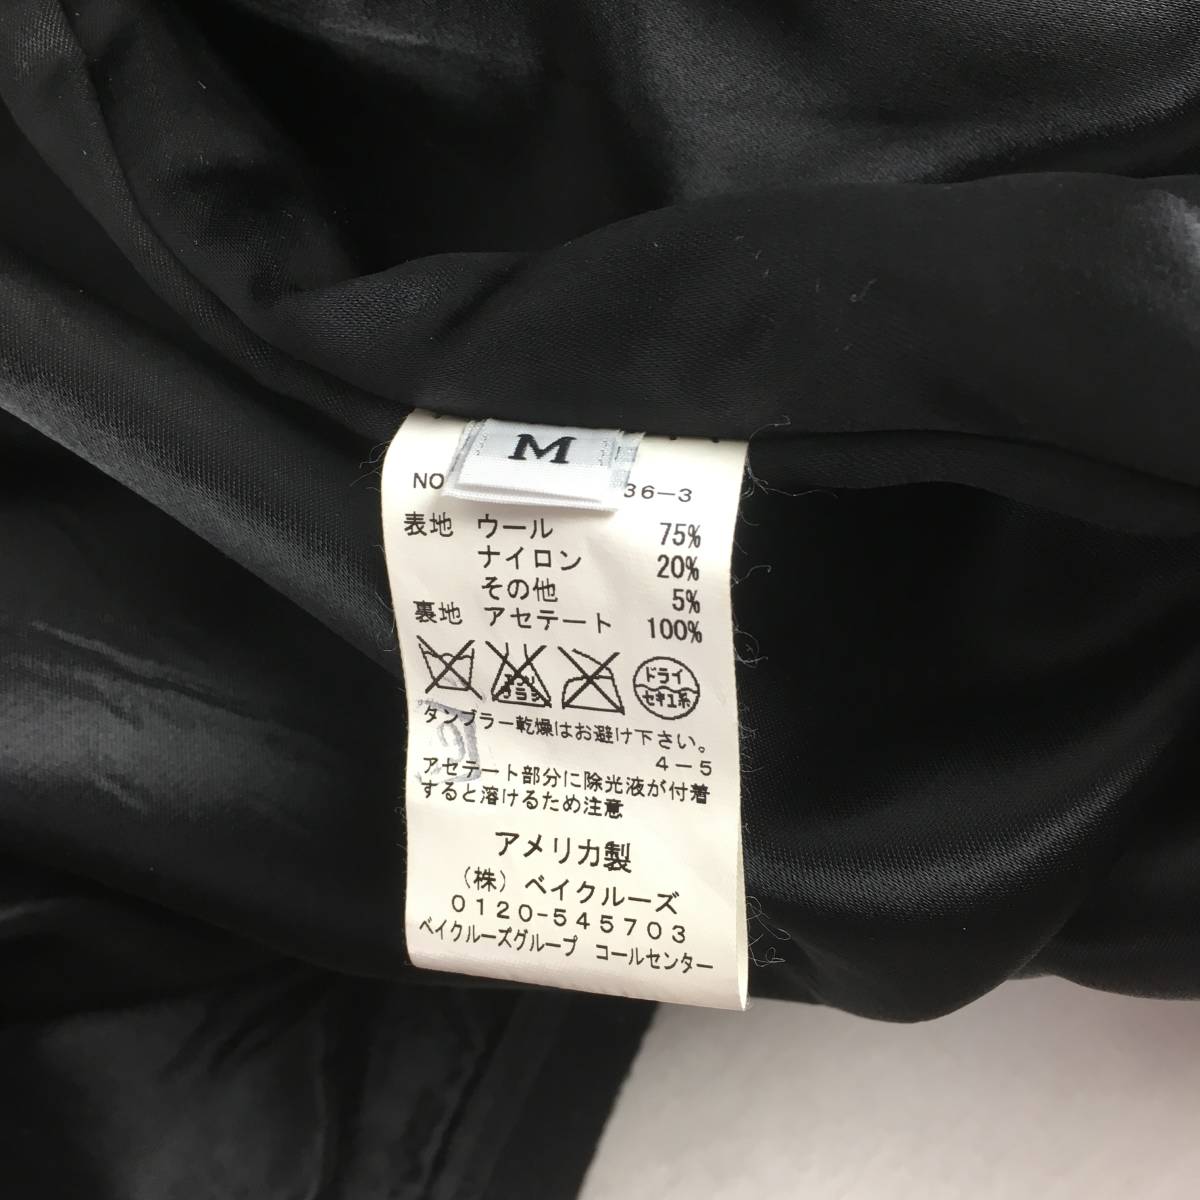 M
NO 36-3
表地 ウール 75%
ナイロン 20%
その他 5%
裏地 アセテート 100%
ドライ
セキユ系
タンブラー乾燥はお避け下さい。
4-5
アセテート部分に除光液が付着
すると溶けるため注意
アメリカ製
(株) ベイクルーズ
0120-545703
ベイクルーズグループ コールセンター